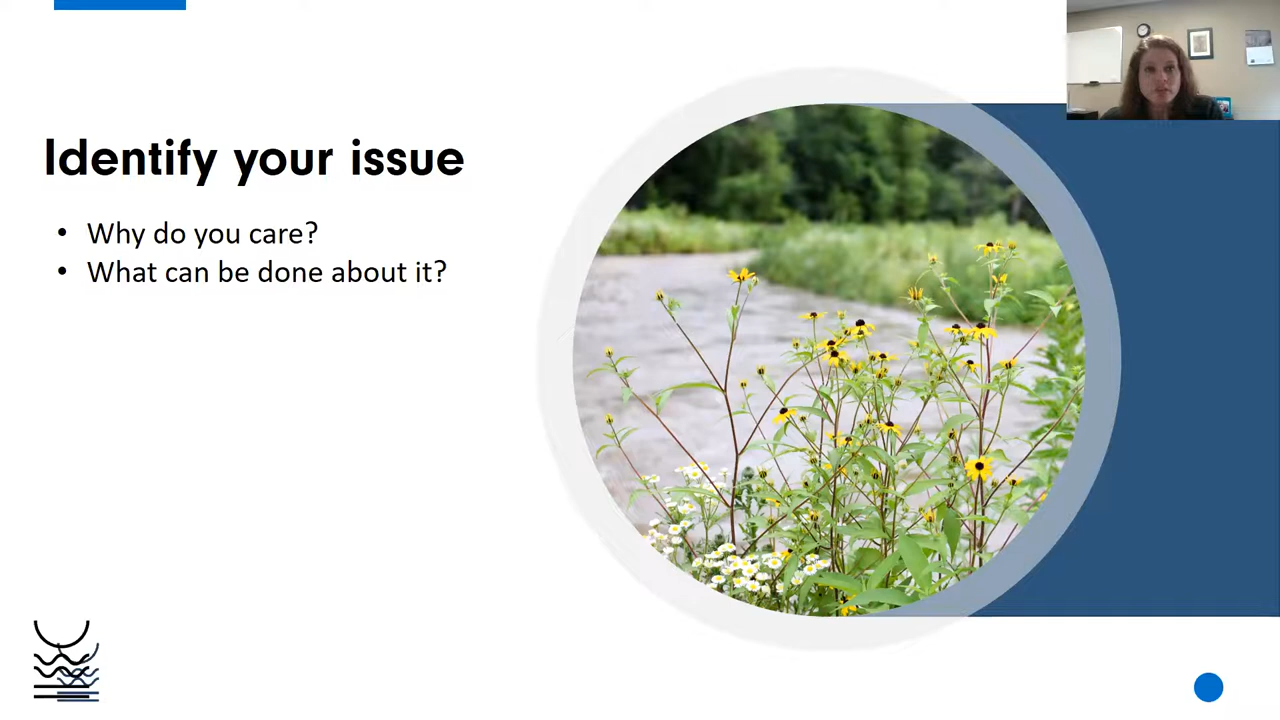 Identify your issue
• Why do you care?
• What can be done about it?